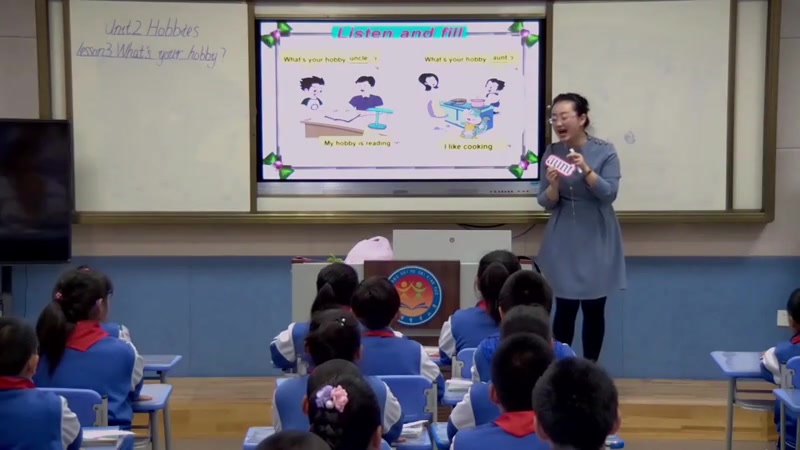 Unit2 Hobbies
lesson3 What's your hobby?
Listen and fill
What's your hobby uncle ?
What's your hobby aunt ?
My hobby is reading
I like cooking